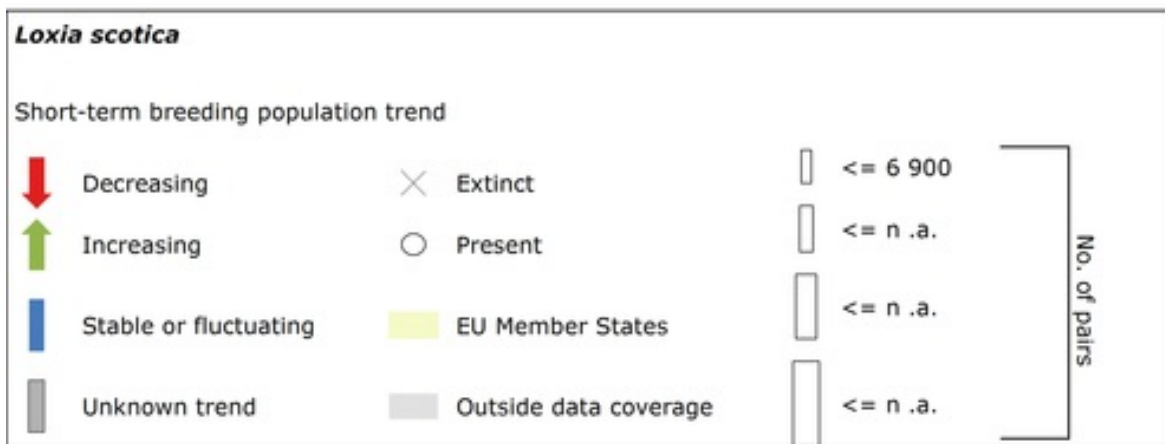 Loxia scotica
Short-term breeding population trend
Decreasing
Increasing
Stable or fluctuating
Unknown trend
Extinct
Present
EU Member States
Outside data coverage
<= 6 900
<= n .a.
<= n .a.
<= n .a.
No. of pairs